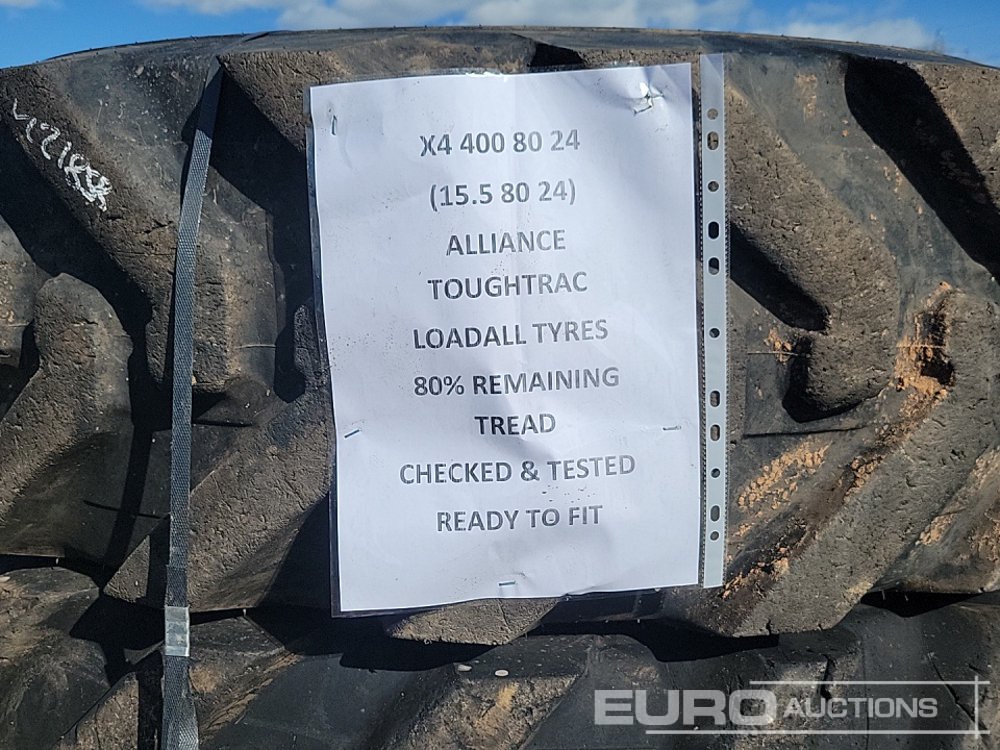 X4 400 80 24
(15.5 80 24)
ALLIANCE
TOUGHTRAC
LOADALL TYRES
80% REMAINING
TREAD
CHECKED & TESTED
READY TO FIT
EURO AUCTIONS